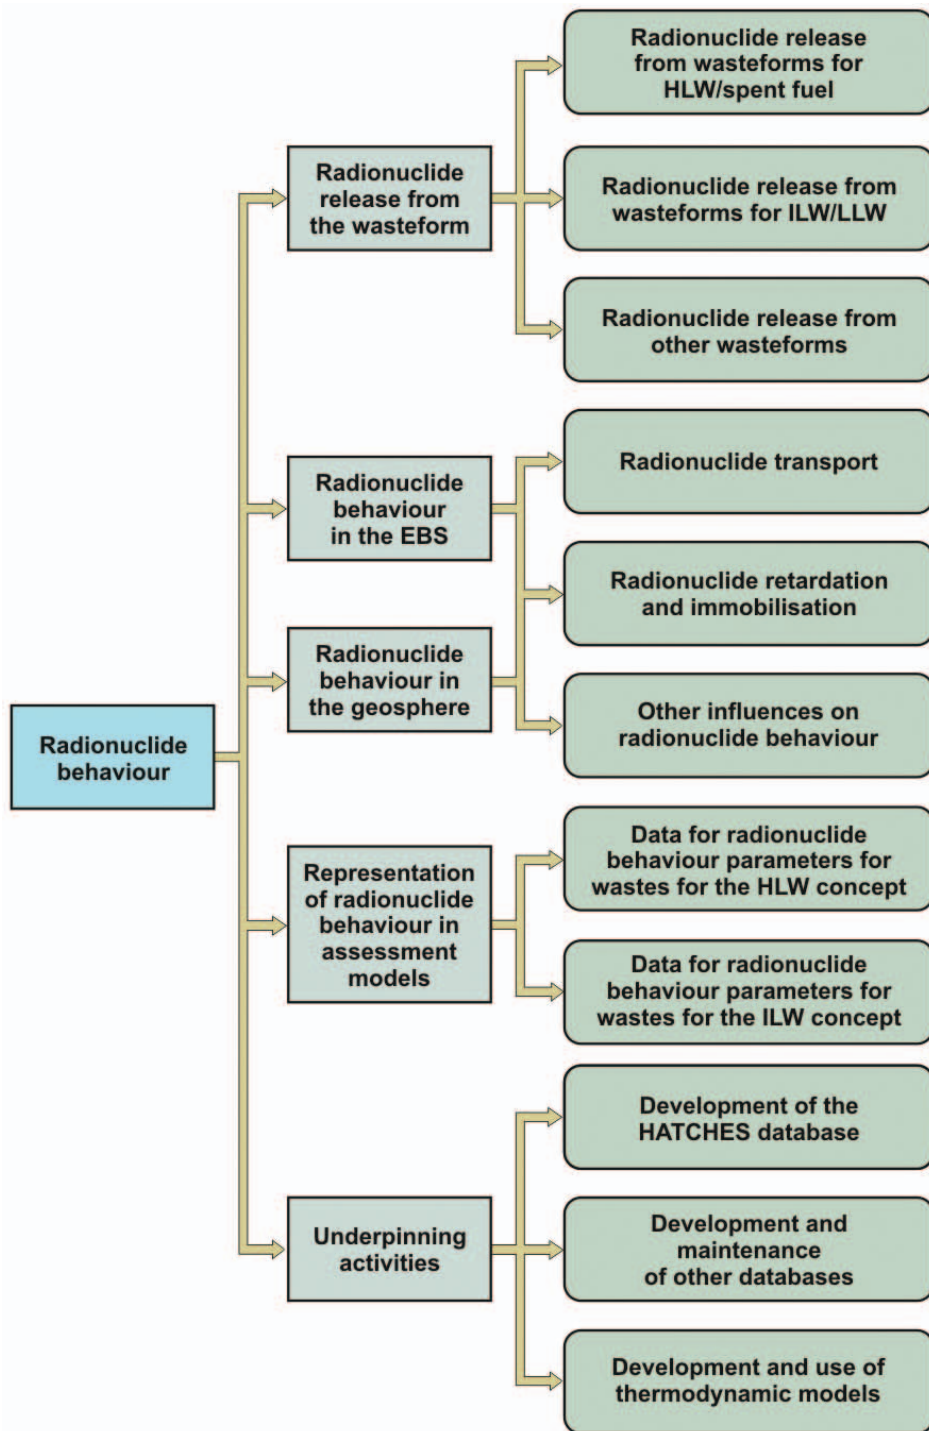 Radionuclide
behaviour
Radionuclide
release from
the wasteform
Radionuclide release
from wasteforms for
HLW/spent fuel
Radionuclide release from
wasteforms for ILW/LLW
Radionuclide release from
other wasteforms
Radionuclide
behaviour
in the EBS
Radionuclide
behaviour in
the geosphere
Radionuclide transport
Radionuclide retardation
and immobilisation
Other influences on
radionuclide behaviour
Representation
of radionuclide
behaviour in
assessment
models
Data for radionuclide
behaviour parameters for
wastes for the HLW concept
Data for radionuclide
behaviour parameters for
wastes for the ILW concept
Underpinning
activities
Development of the
HATCHES database
Development and
maintenance
of other databases
Development and use of
thermodynamic models